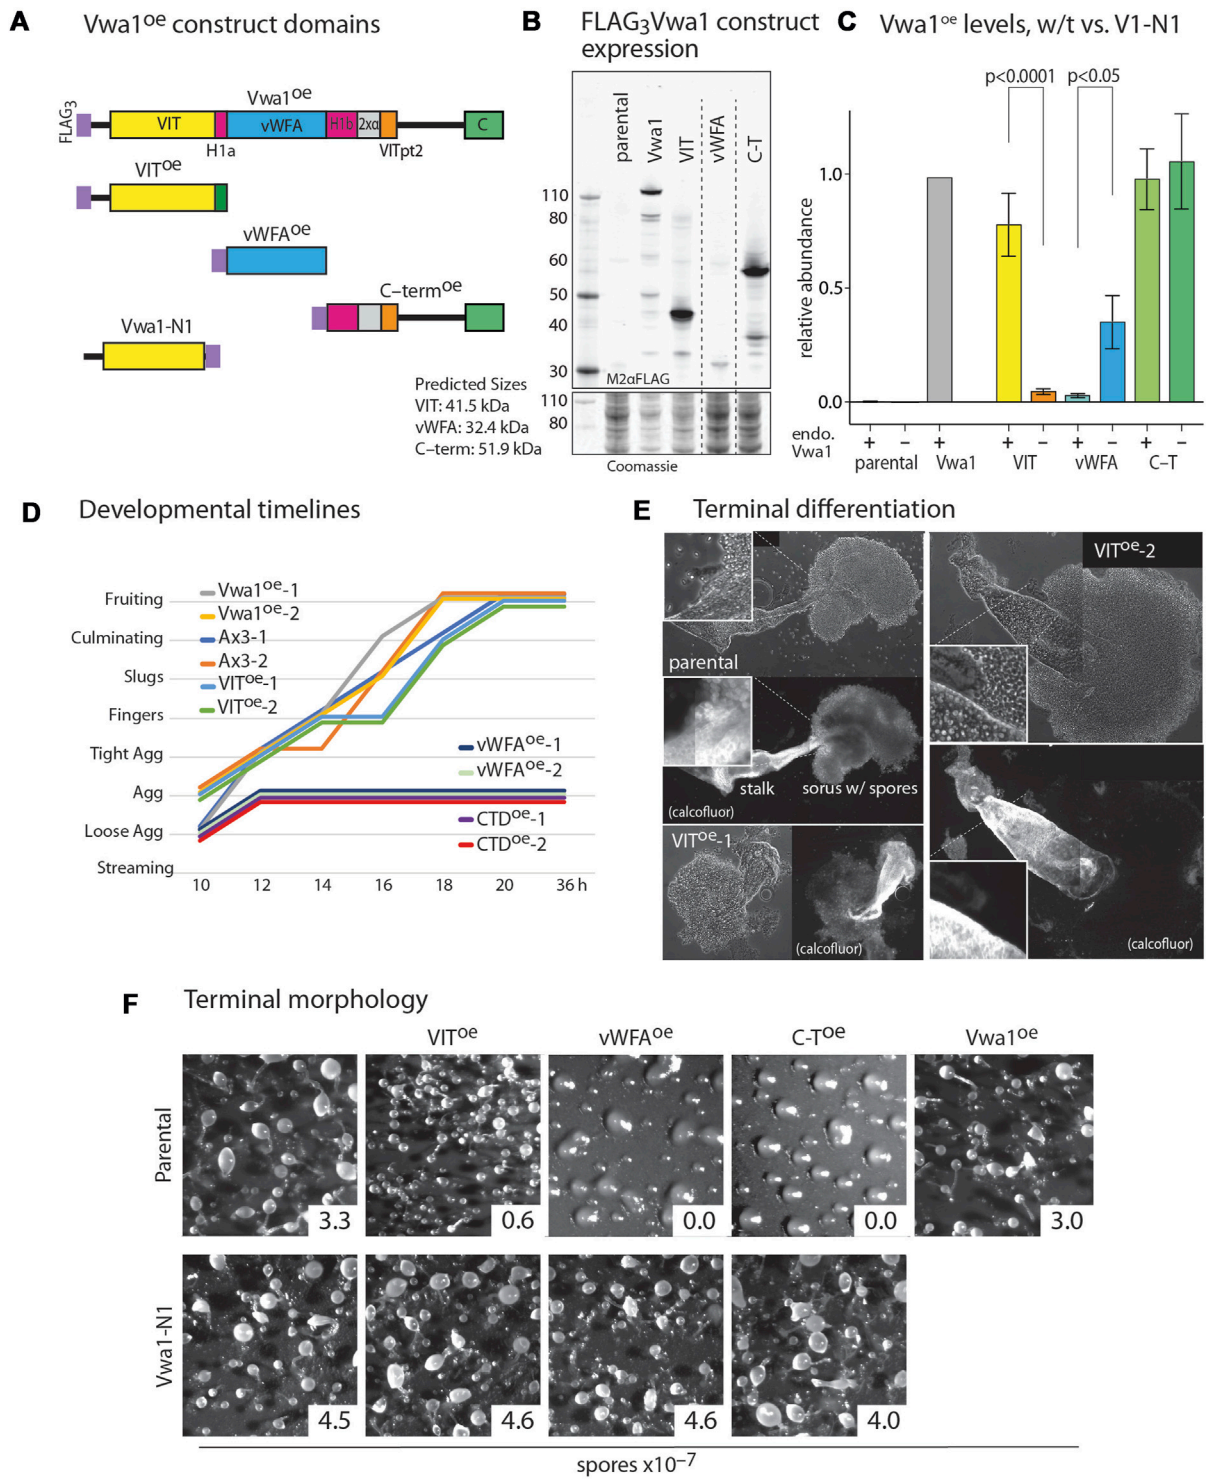 A Vwa1oe construct domains
FLAG3
Vwa1oe
VIT vWFA H1b 2xα C
H1a VITpt2
VIToe
vWFAoe
C–termoe
Vwa1-N1
Predicted Sizes
VIT: 41.5 kDa
vWFA: 32.4 kDa
C–term: 51.9 kDa
B FLAG3Vwa1 construct
expression
parental
Vwa1
VIT
vWFA
C-T
110
80
60
50
40
30
M2αFLAG
110
80
Coomassie
C Vwa1oe levels, w/t vs. V1-N1
p<0.0001 p<0.05
relative abundance
1.0
0.5
0.0
endo.
Vwa1
+ − + + − + − + −
parental Vwa1 VIT vWFA C–T
D Developmental timelines
Fruiting
Culminating
Slugs
Fingers
Tight Agg
Agg
Loose Agg
Streaming
Vwa1oe-1
Vwa1oe-2
Ax3-1
Ax3-2
VIToe-1
VIToe-2
vWFAoe-1
vWFAoe-2
CTDoe-1
CTDoe-2
10 12 14 16 18 20 36 h
E Terminal differentiation
parental
stalk sorus w/ spores
(calcofluor)
VIToe-1
(calcofluor)
VIToe-2
(calcofluor)
F Terminal morphology
VIToe vWFAoe C-Toe Vwa1oe
Parental
3.3 0.6 0.0 0.0 3.0
Vwa1-N1
4.5 4.6 4.6 4.0
spores x10−7